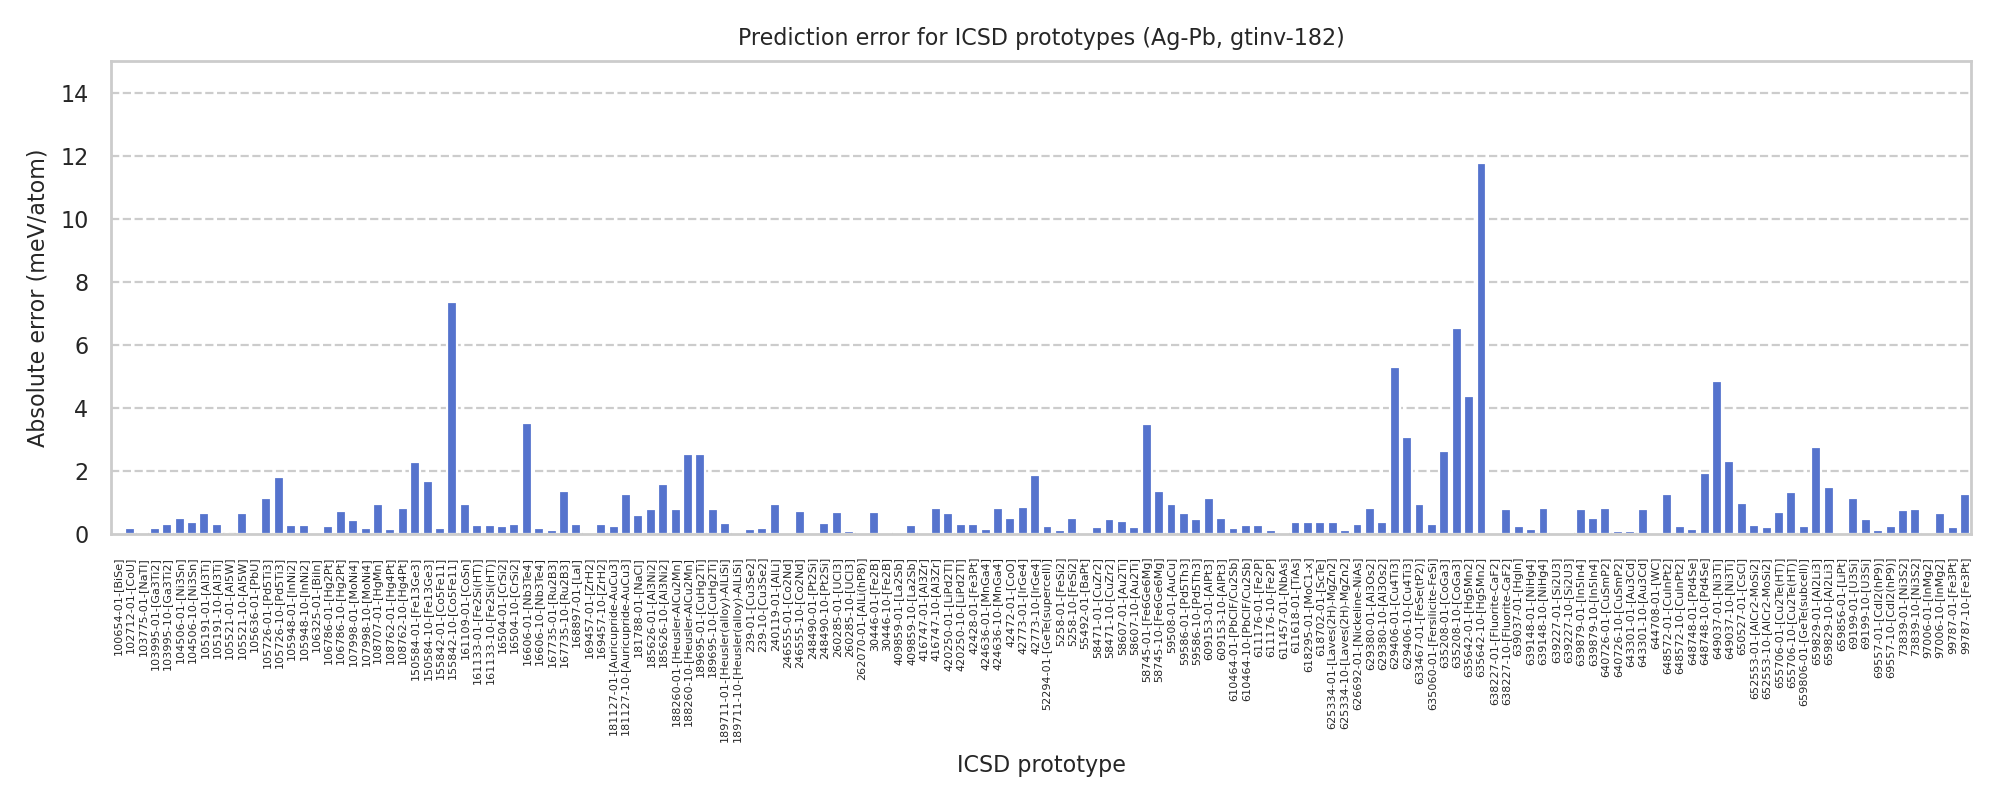 Prediction error for ICSD prototypes (Ag-Pb, gtinv-182)
Absolute error (meV/atom)
14
12
10
8
6
4
2
0
100654-01-[BiSe]
102712-01-[CoU]
103775-01-[NaTl]
103995-01-[Ga3Ti2]
103995-10-[Ga3Ti2]
104506-01-[Ni3Sn]
104506-10-[Ni3Sn]
105191-01-[Al3Ti]
105191-10-[Al3Ti]
105521-01-[Al5W]
105521-10-[Al5W]
105636-01-[PbU]
105726-01-[Pd5Ti3]
105726-10-[Pd5Ti3]
105948-01-[InNi2]
105948-10-[InNi2]
106325-01-[BiIn]
106786-01-[Hg2Pt]
106786-10-[Hg2Pt]
107998-01-[MoNi4]
107998-10-[MoNi4]
108707-01-[HgMn]
108762-01-[Hg4Pt]
108762-10-[Hg4Pt]
150584-01-[Fe13Ge3]
150584-10-[Fe13Ge3]
155842-01-[Co5Fe11]
155842-10-[Co5Fe11]
161109-01-[CoSn]
161133-01-[Fe2Si(HT)]
161133-10-[Fe2Si(HT)]
16504-01-[CrSi2]
16504-10-[CrSi2]
16606-01-[Nb3Te4]
16606-10-[Nb3Te4]
167735-01-[Ru2B3]
167735-10-[Ru2B3]
168897-01-[LaI]
169457-01-[ZrH2]
169457-10-[ZrH2]
181127-01-[Auricupride-AuCu3]
181127-10-[Auricupride-AuCu3]
181788-01-[NaCl]
185626-01-[Al3Ni2]
185626-10-[Al3Ni2]
188260-01-[Heusler-AlCu2Mn]
188260-10-[Heusler-AlCu2Mn]
189695-01-[CuHg2Ti]
189695-10-[CuHg2Ti]
189711-01-[Heusler(alloy)-AlLiSi]
189711-10-[Heusler(alloy)-AlLiSi]
239-01-[Cu3Se2]
239-10-[Cu3Se2]
240119-01-[AlLi]
246555-01-[Co2Nd]
246555-10-[Co2Nd]
248490-01-[Pt2Si]
248490-10-[Pt2Si]
260285-01-[UCl3]
260285-10-[UCl3]
262070-01-[AlLi(hP8)]
30446-01-[Fe2B]
30446-10-[Fe2B]
409859-01-[La2Sb]
409859-10-[La2Sb]
416747-01-[Al3Zr]
416747-10-[Al3Zr]
420250-01-[LiPd2Tl]
420250-10-[LiPd2Tl]
42428-01-[Fe3Pt]
424636-01-[MnGa4]
424636-10-[MnGa4]
42472-01-[CoO]
42773-01-[IrGe4]
42773-10-[IrGe4]
52294-01-[GeTe(supercell)]
5258-01-[FeSi2]
5258-10-[FeSi2]
55492-01-[BaPt]
58471-01-[CuZr2]
58471-10-[CuZr2]
58607-01-[Au2Ti]
58607-10-[Au2Ti]
58745-01-[Fe6Ge6Mg]
58745-10-[Fe6Ge6Mg]
59508-01-[AuCu]
59586-01-[Pd5Th3]
59586-10-[Pd5Th3]
609153-01-[AlPt3]
609153-10-[AlPt3]
610464-01-[PbClF/Cu2Sb]
610464-10-[PbClF/Cu2Sb]
611176-01-[Fe2P]
611176-10-[Fe2P]
611457-01-[NbAs]
611618-01-[TiAs]
618295-01-[MoC1-x]
618702-01-[ScTe]
625334-01-[Laves(2H)-MgZn2]
625334-10-[Laves(2H)-MgZn2]
626692-01-[Nickeline-NiAs]
629380-01-[Al3Os2]
629380-10-[Al3Os2]
629406-01-[Cu4Ti3]
629406-10-[Cu4Ti3]
633467-01-[FeSe(tP2)]
635060-01-[Fersilicite-FeSi]
635208-01-[CoGa3]
635208-10-[CoGa3]
635642-01-[Hg5Mn2]
635642-10-[Hg5Mn2]
638227-01-[Fluorite-CaF2]
638227-10-[Fluorite-CaF2]
639037-01-[HgIn]
639148-01-[NiHg4]
639148-10-[NiHg4]
639227-01-[Si2U3]
639227-10-[Si2U3]
639879-01-[In5In4]
639879-10-[In5In4]
640726-01-[CuSmP2]
640726-10-[CuSmP2]
643301-01-[Au3Cd]
643301-10-[Au3Cd]
644708-01-[WC]
648572-01-[CuInPt2]
648572-10-[CuInPt2]
648748-01-[Pd4Se]
648748-10-[Pd4Se]
649037-01-[Ni3Ti]
649037-10-[Ni3Ti]
650527-01-[CsCl]
652553-01-[AlCr2-MoSi2]
652553-10-[AlCr2-MoSi2]
655706-01-[Cu2Te(HT)]
655706-10-[Cu2Te(HT)]
659806-01-[GeTe(subcell)]
659829-01-[Al2Li3]
659829-10-[Al2Li3]
659856-01-[LiPt]
69199-01-[U3Si]
69199-10-[U3Si]
69557-01-[CdI2(hP9)]
69557-10-[CdI2(hP9)]
73839-01-[Ni3S2]
73839-10-[Ni3S2]
97006-01-[InMg2]
97006-10-[InMg2]
99787-01-[Fe3Pt]
99787-10-[Fe3Pt]
ICSD prototype